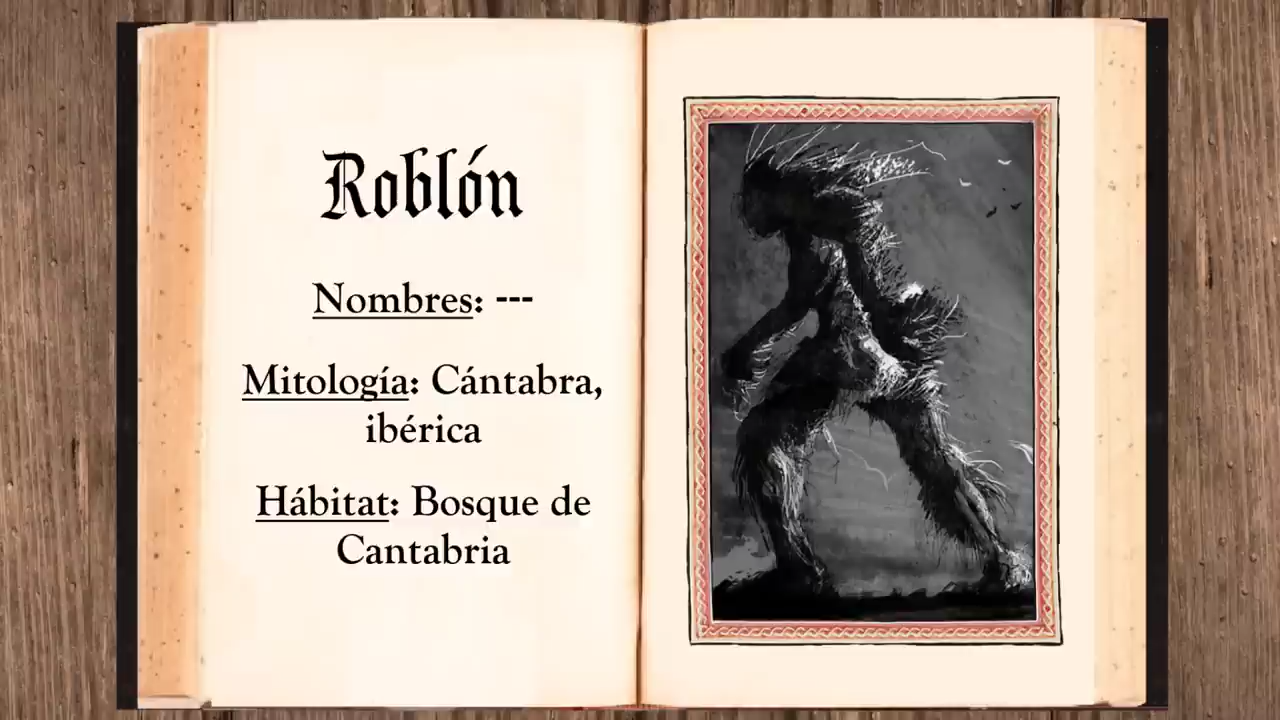 Roblón
Nombres: ---
Mitología: Cántabra,
ibérica
Hábitat: Bosque de
Cantabria